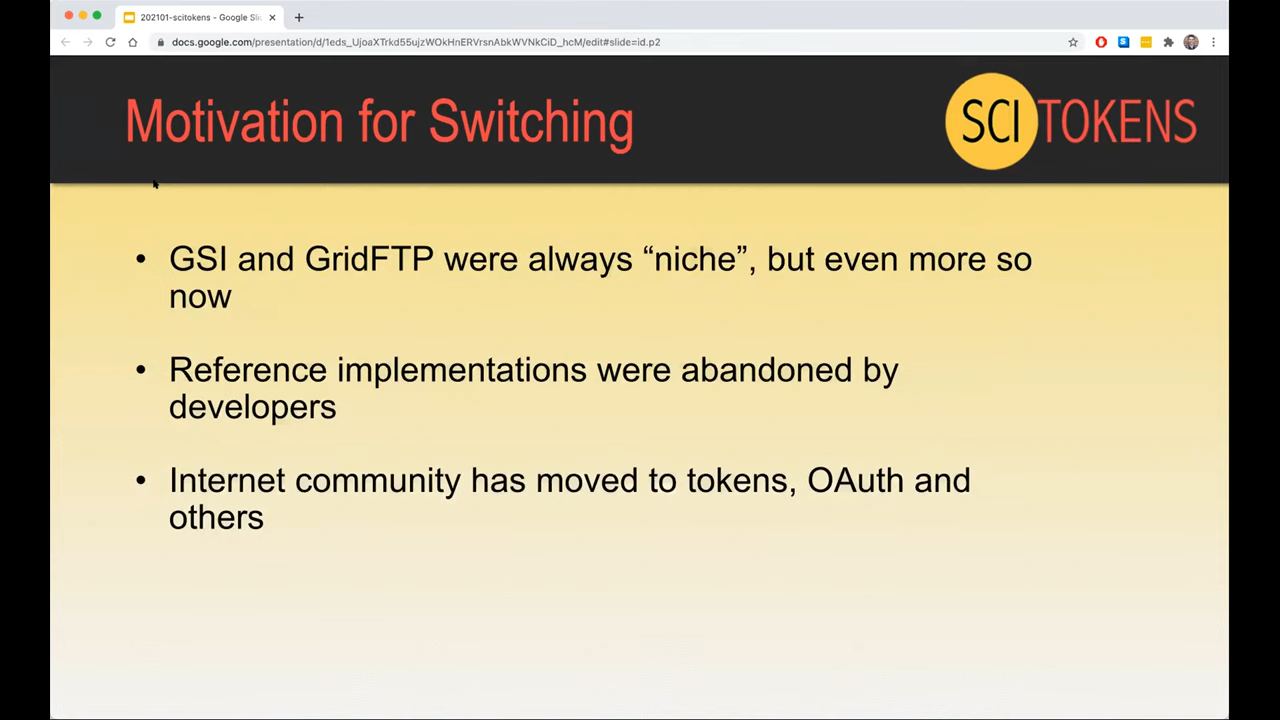 202101-scitokens - Google Sli
docs.google.com/presentation/d/1eds_UjoaXTrkd55ujzWOkHnERVrsnAbkWVNkCiD_hcM/edit#slide=id.p2
Motivation for Switching
SCITOKENS
• GSI and GridFTP were always “niche”, but even more so
now
• Reference implementations were abandoned by
developers
• Internet community has moved to tokens, OAuth and
others